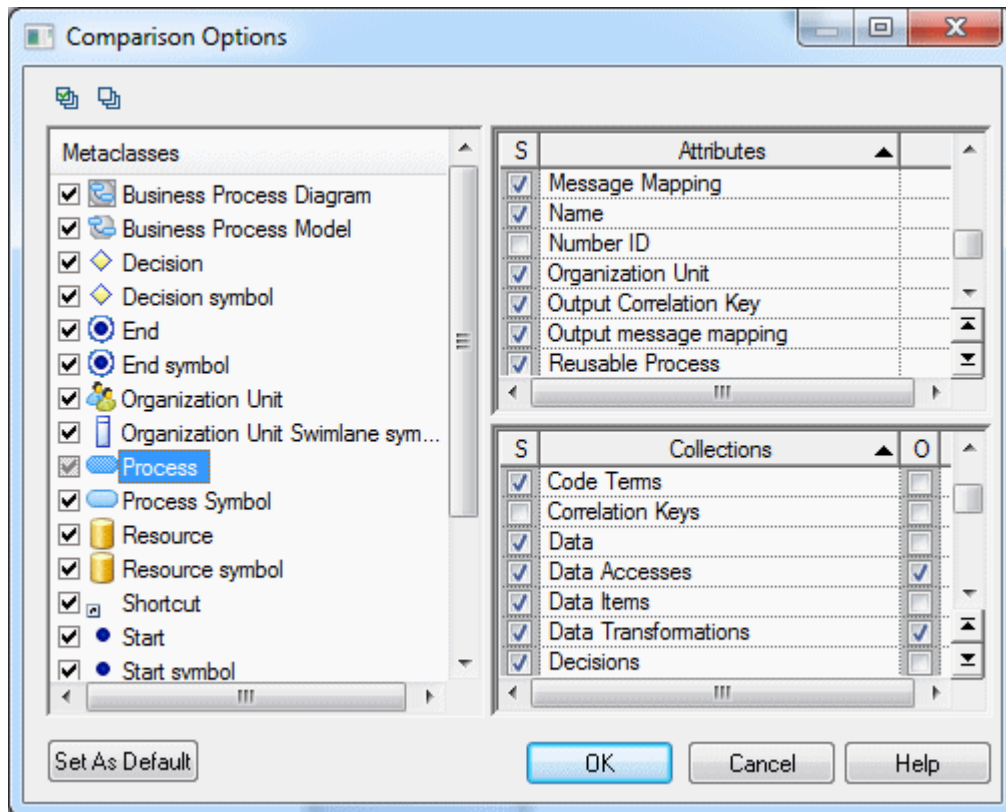 Comparison Options
Metaclasses
Business Process Diagram
Business Process Model
Decision
Decision symbol
End
End symbol
Organization Unit
Organization Unit Swimlane sym...
Process
Process Symbol
Resource
Resource symbol
Shortcut
Start
Start symbol
S Attributes
Message Mapping
Name
Number ID
Organization Unit
Output Correlation Key
Output message mapping
Reusable Process
S Collections O
Code Terms
Correlation Keys
Data
Data Accesses
Data Items
Data Transformations
Decisions
Set As Default OK Cancel Help